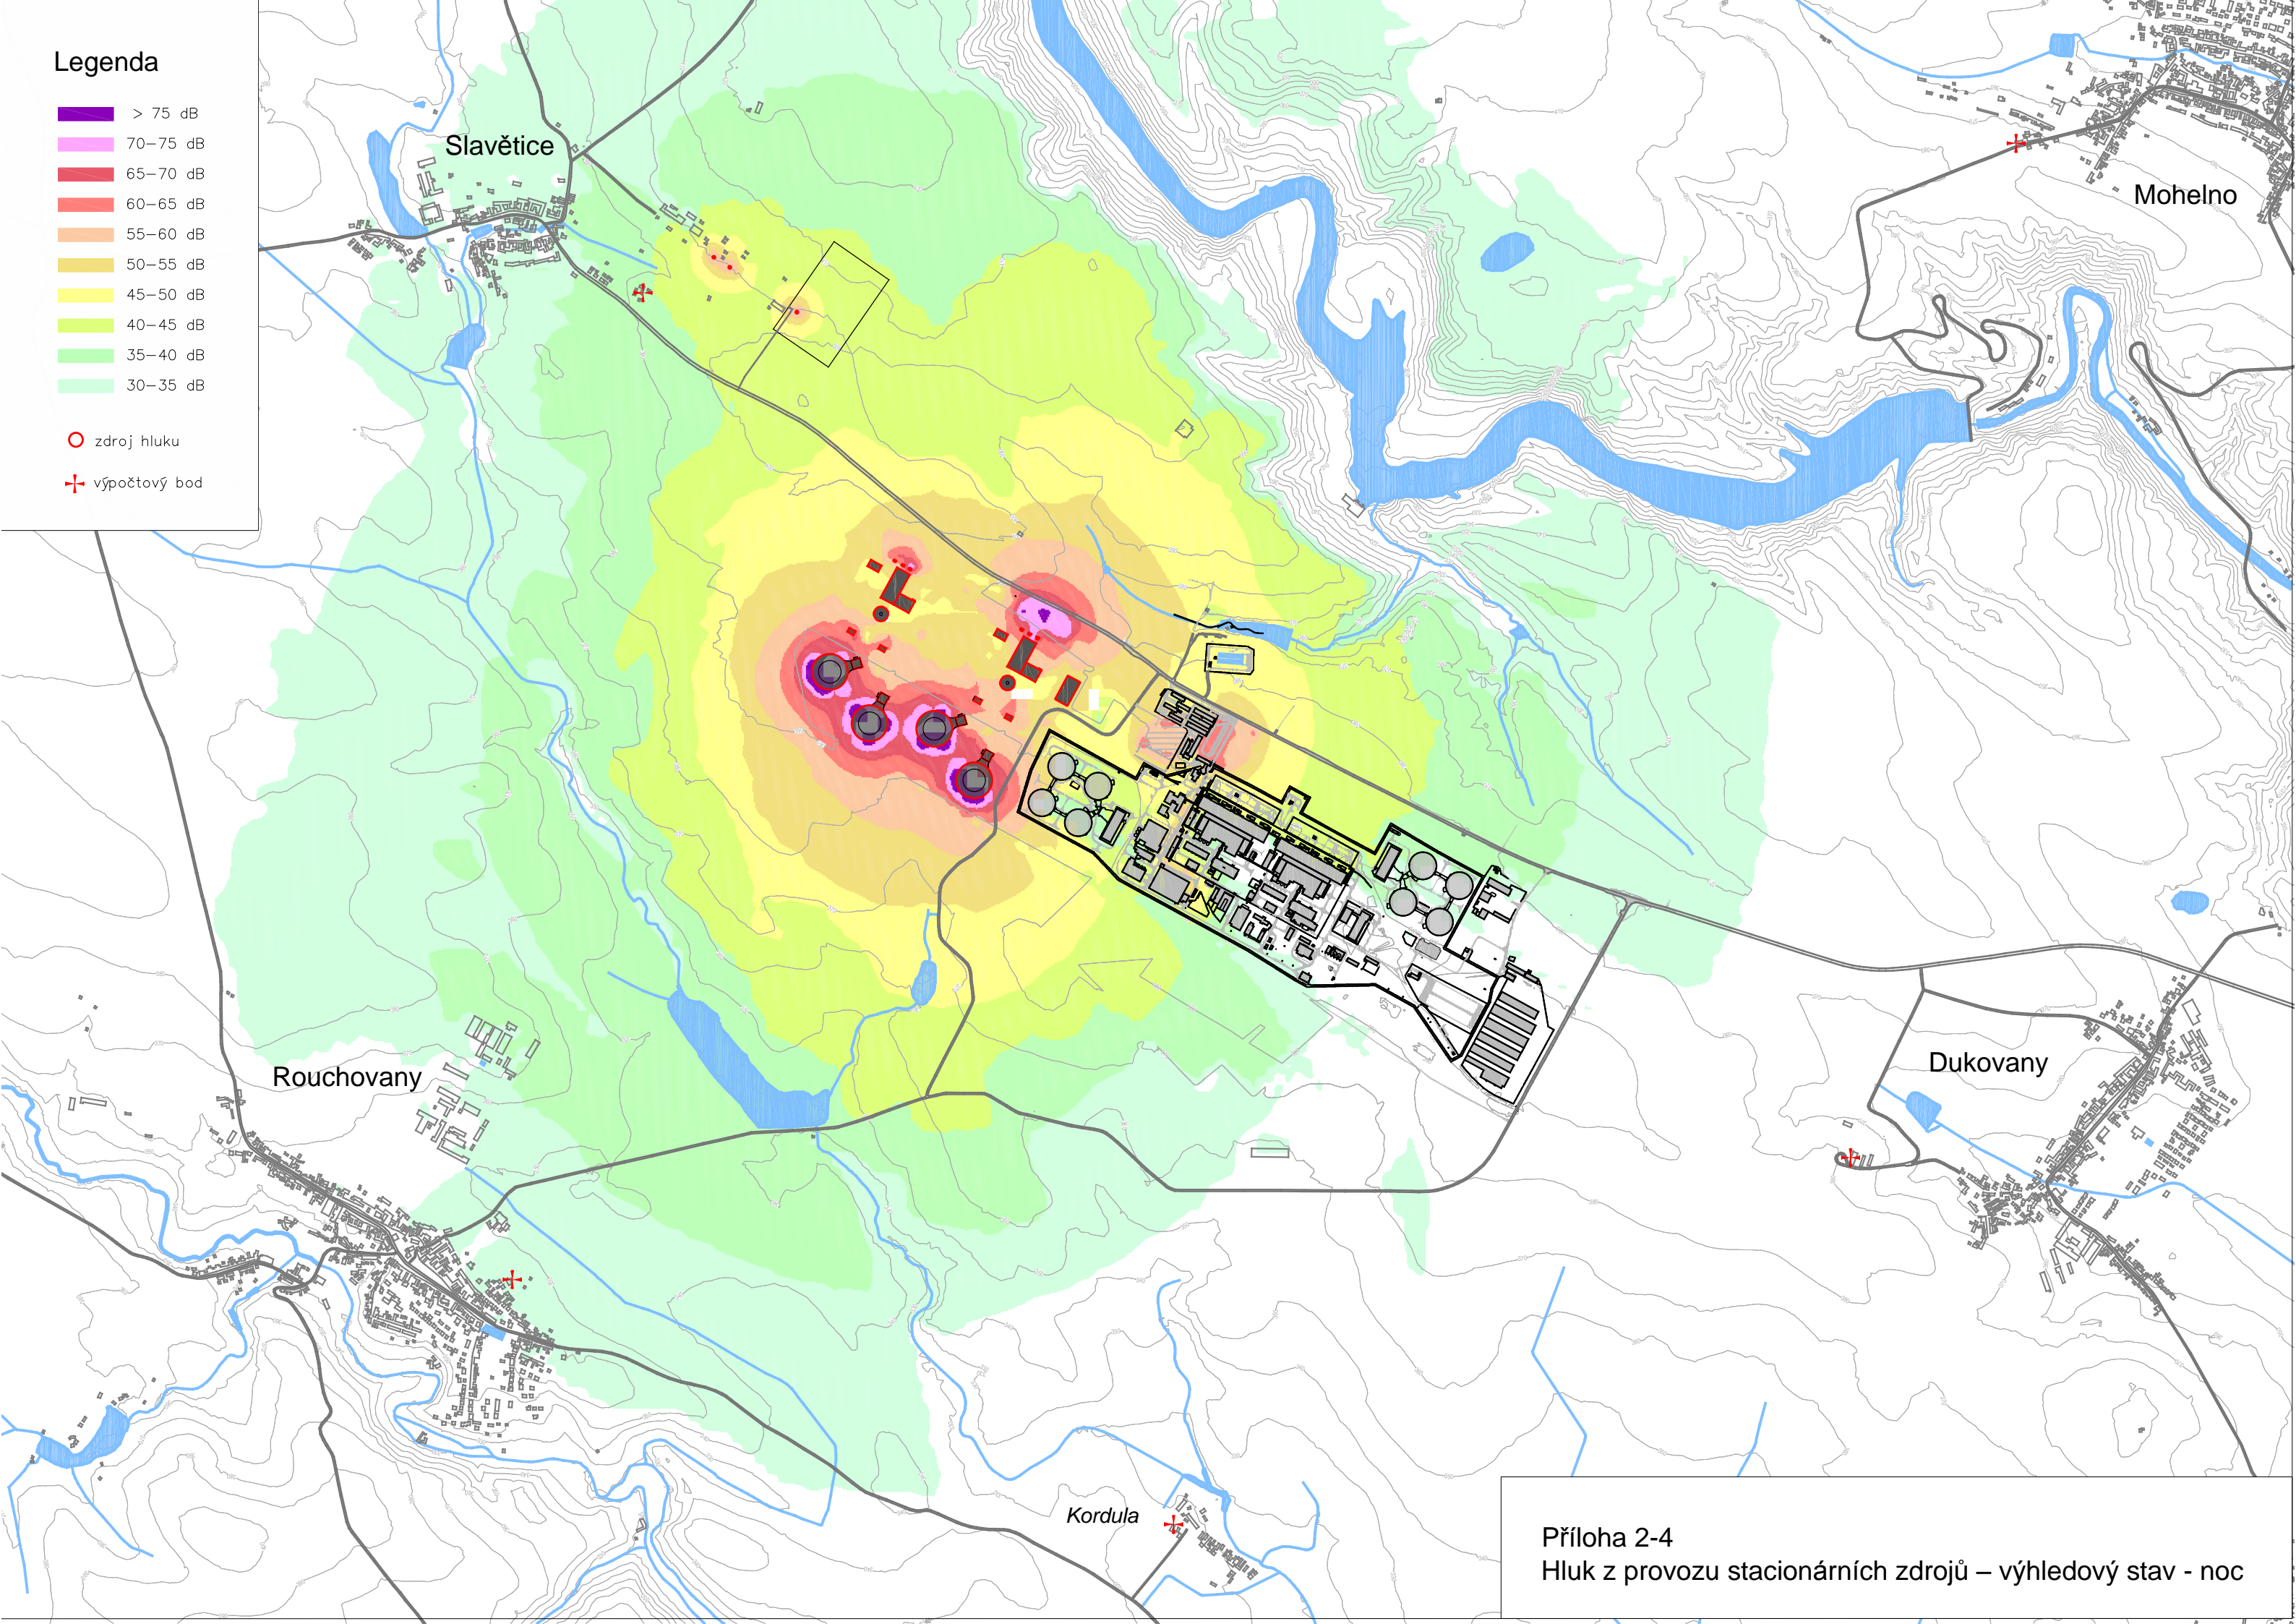 Legenda
> 75 dB
70-75 dB
65-70 dB
60-65 dB
55-60 dB
50-55 dB
45-50 dB
40-45 dB
35-40 dB
30-35 dB
zdroj hluku
výpočtový bod
Slavětice
Mohelno
Rouchovany
Dukovany
Kordula
Příloha 2-4
Hluk z provozu stacionárních zdrojů – výhledový stav - noc